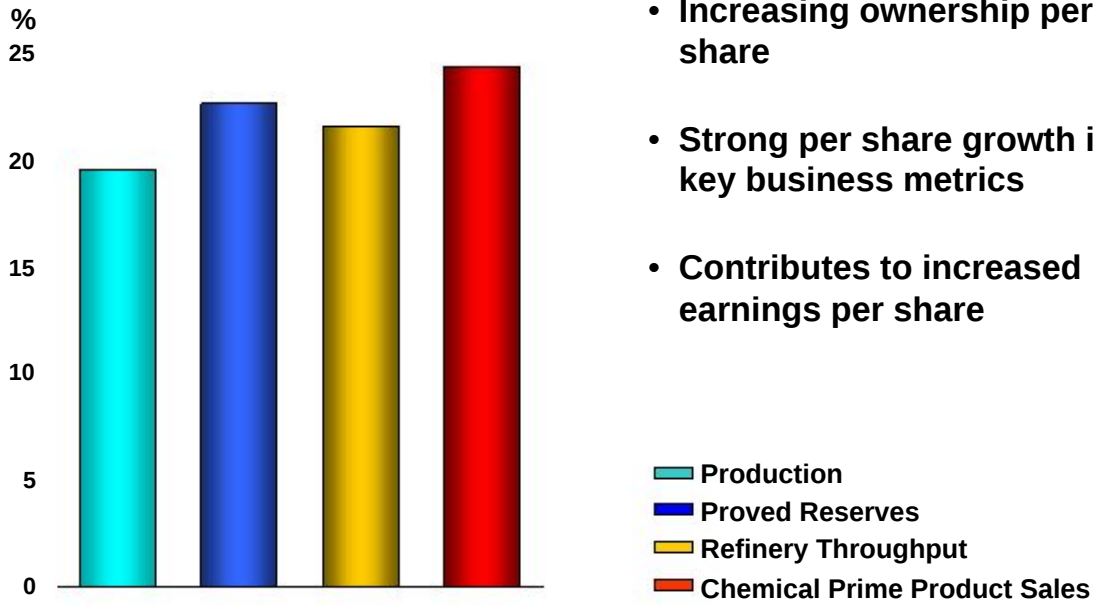 %
25
20
15
10
5
0
• Increasing ownership per
share
• Strong per share growth i
key business metrics
• Contributes to increased
earnings per share
Production
Proved Reserves
Refinery Throughput
Chemical Prime Product Sales